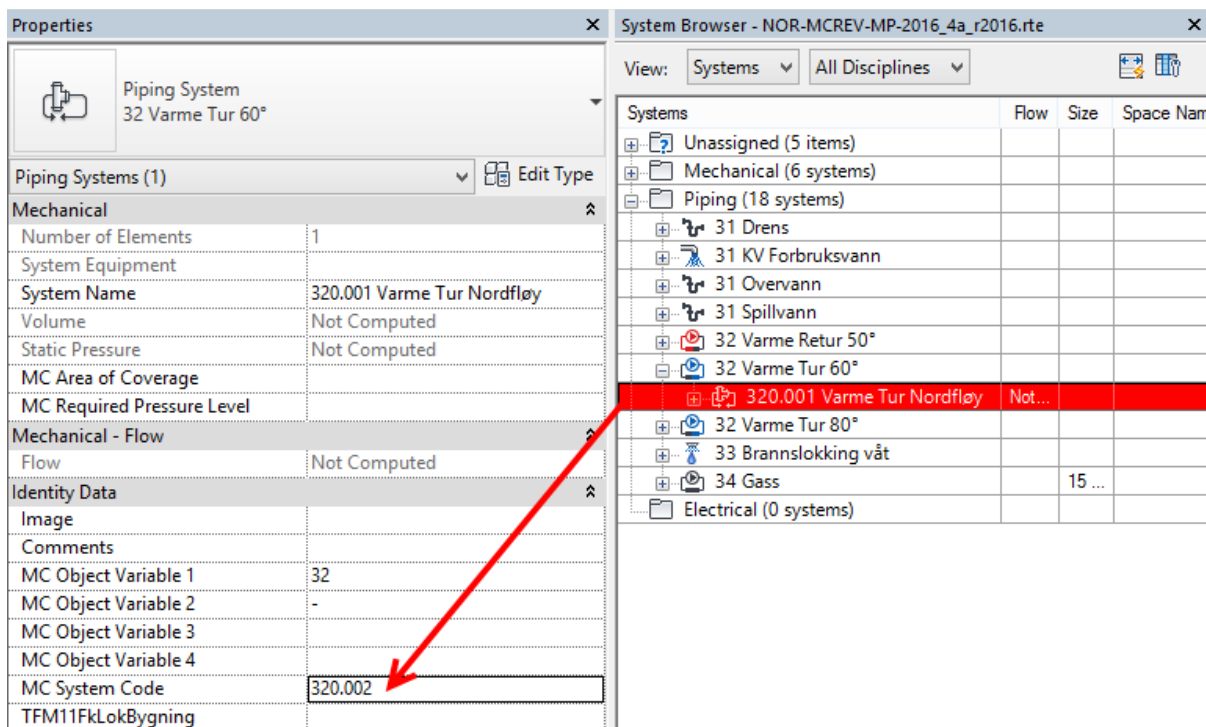 Properties
Piping System
32 Varme Tur 60°
Piping Systems (1)
Edit Type
Mechanical
Number of Elements 1
System Equipment
System Name 320.001 Varme Tur Nordfløy
Volume Not Computed
Static Pressure Not Computed
MC Area of Coverage
MC Required Pressure Level
Mechanical - Flow
Flow Not Computed
Identity Data
Image
Comments
MC Object Variable 1 32
MC Object Variable 2 -
MC Object Variable 3
MC Object Variable 4
MC System Code 320.002
TFM11FkLokBygning
System Browser - NOR-MCREV-MP-2016_4a_r2016.rte
View: Systems All Disciplines
Systems Flow Size Space Nam
Unassigned (5 items)
Mechanical (6 systems)
Piping (18 systems)
31 Drens
31 KV Forbruksvann
31 Overvann
31 Spillvann
32 Varme Retur 50°
32 Varme Tur 60°
320.001 Varme Tur Nordfløy Not...
32 Varme Tur 80°
33 Brannslokking våt
34 Gass 15 ...
Electrical (0 systems)